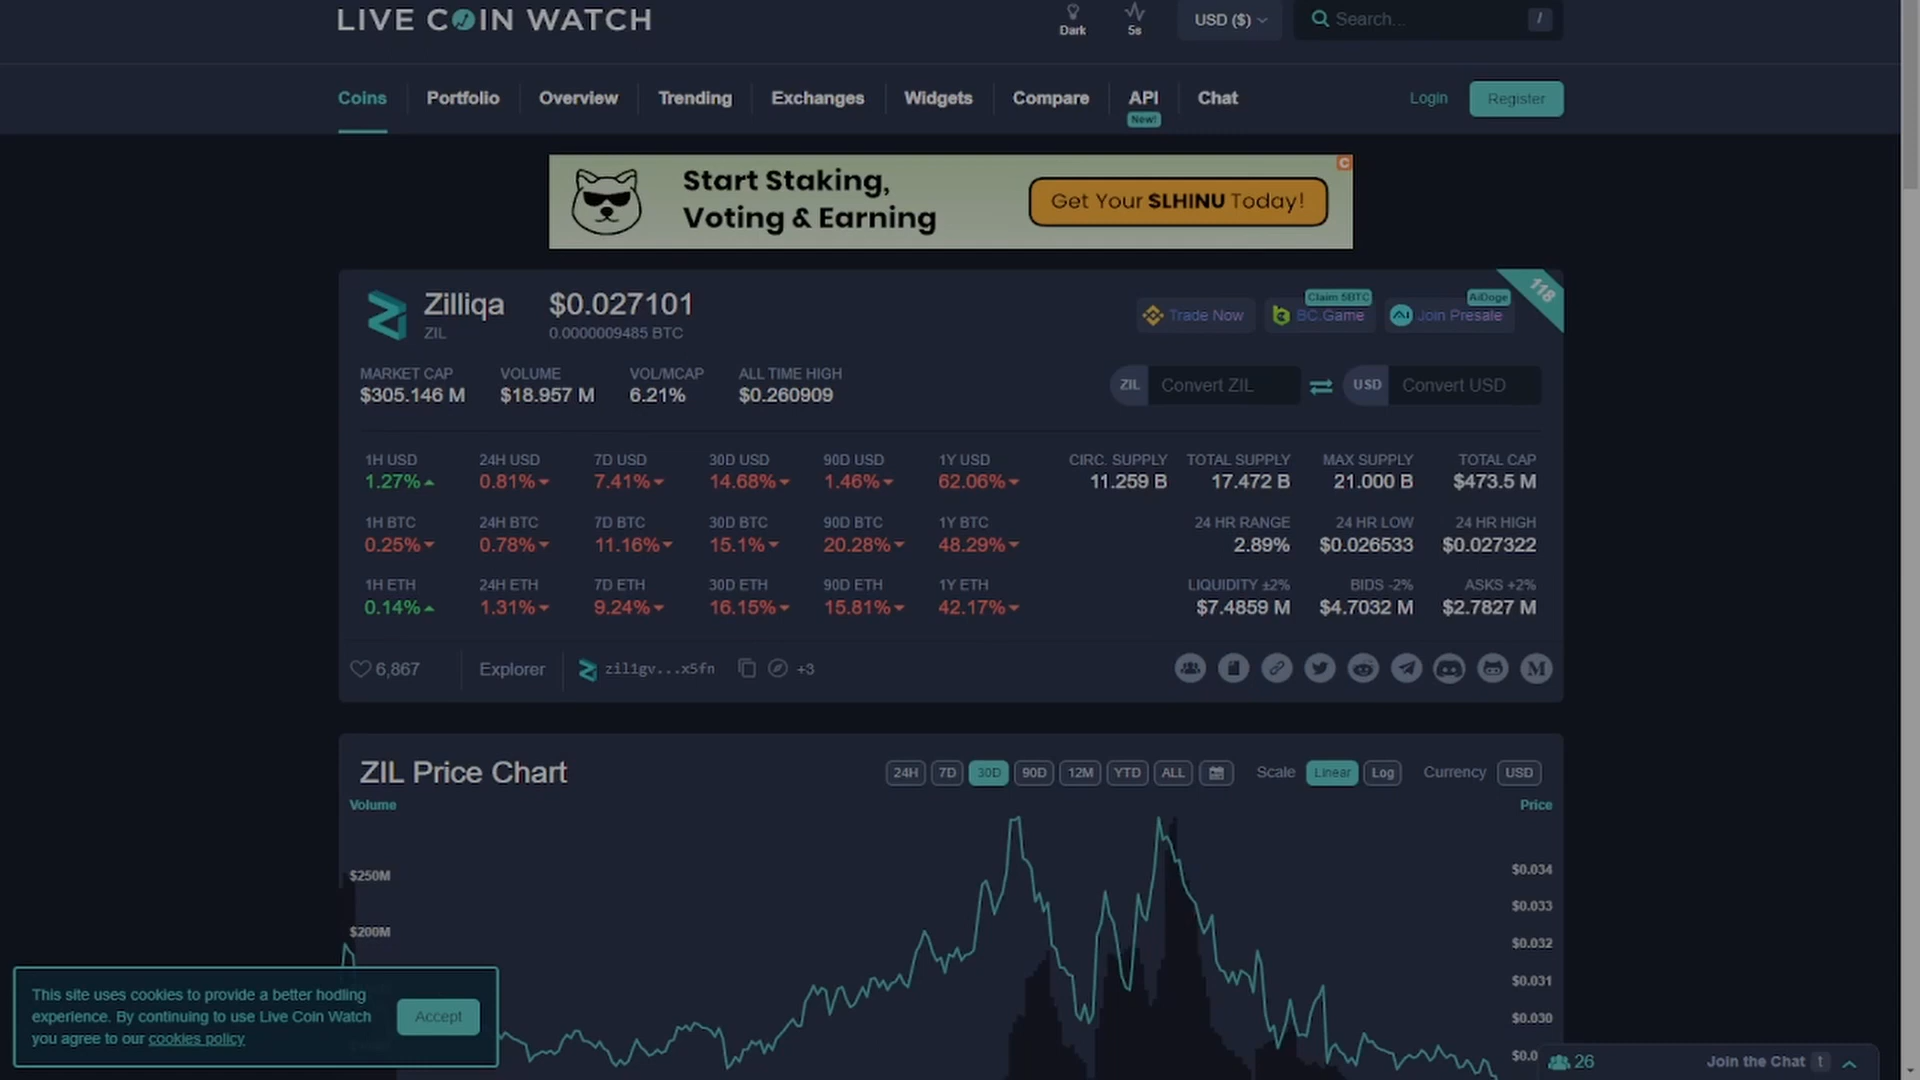 LIVE COIN WATCH
Dark
5s
USD ($)
Search...
/
Coins
Portfolio
Overview
Trending
Exchanges
Widgets
Compare
API
New!
Chat
Login
Register
Start Staking,
Voting & Earning
Get Your SLHINU Today!
Zilliqa
ZIL
$0.027101
0.0000009485 BTC
Trade Now
Claim 5BTC
BC.Game
AiDoge
Join Presale
118
MARKET CAP
$305.146 M
VOLUME
$18.957 M
VOL/MCAP
6.21%
ALL TIME HIGH
$0.260909
ZIL
Convert ZIL
USD
Convert USD
1H USD 24H USD 7D USD 30D USD 90D USD 1Y USD CIRC. SUPPLY TOTAL SUPPLY MAX SUPPLY TOTAL CAP
1.27% 0.81% 7.41% 14.68% 1.46% 62.06% 11.259 B 17.472 B 21.000 B $473.5 M
1H BTC 24H BTC 7D BTC 30D BTC 90D BTC 1Y BTC 24 HR RANGE 24 HR LOW 24 HR HIGH
0.25% 0.78% 11.16% 15.1% 20.28% 48.29% 2.89% $0.026533 $0.027322
1H ETH 24H ETH 7D ETH 30D ETH 90D ETH 1Y ETH LIQUIDITY ±2% BIDS -2% ASKS +2%
0.14% 1.31% 9.24% 16.15% 15.81% 42.17% $7.4859 M $4.7032 M $2.7827 M
6,867
Explorer
zil1gv...x5fn
+3
ZIL Price Chart
24H 7D 30D 90D 12M YTD ALL
Scale Linear Log
Currency USD
Volume
Price
$250M
$200M
$0.034
$0.033
$0.032
$0.031
$0.030
$0.0
This site uses cookies to provide a better hodling
experience. By continuing to use Live Coin Watch
you agree to our cookies policy
Accept
26
Join the Chat t